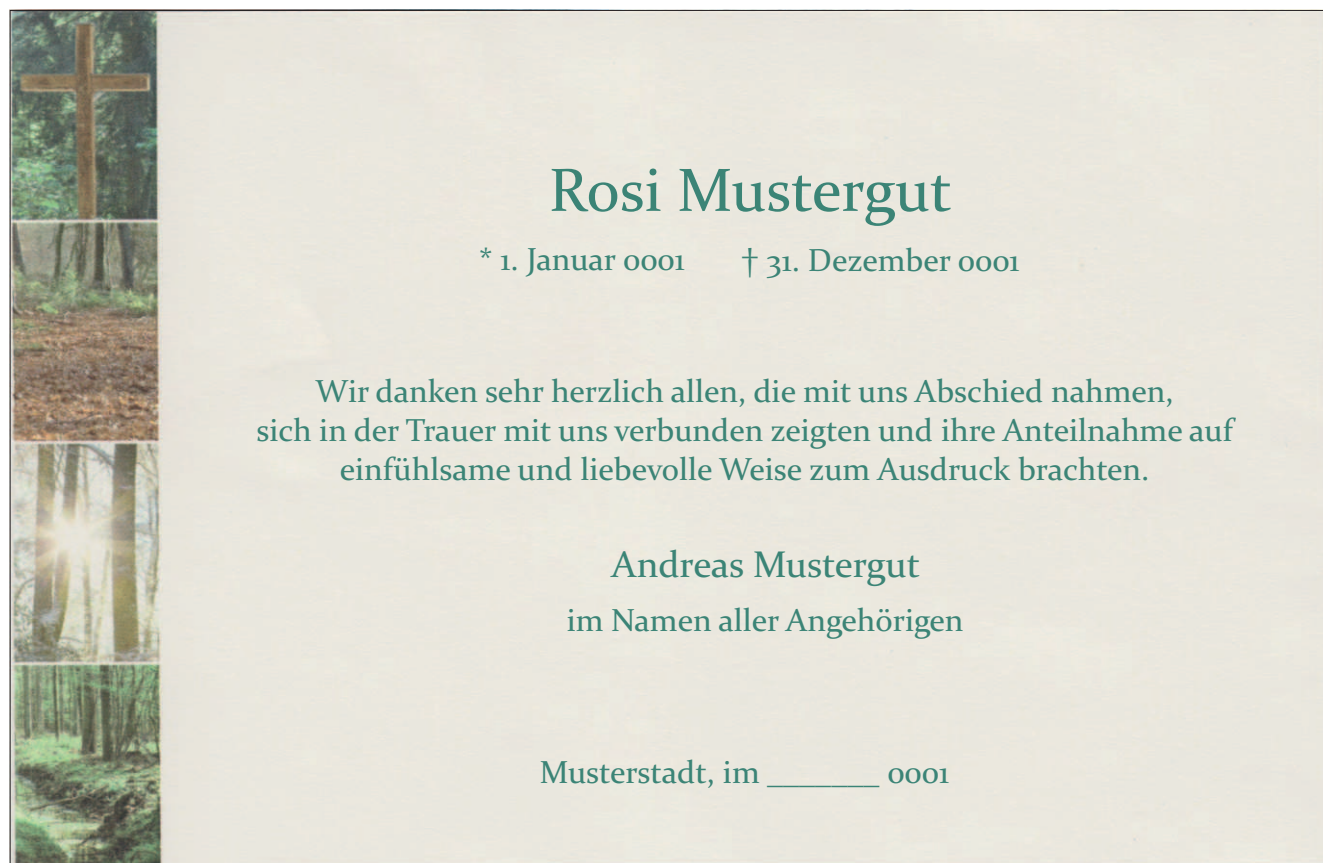 Rosi Mustergut
* 1. Januar 0001 † 31. Dezember 0001
Wir danken sehr herzlich allen, die mit uns Abschied nahmen,
sich in der Trauer mit uns verbunden zeigten und ihre Anteilnahme auf
einfühlsame und liebevolle Weise zum Ausdruck brachten.
Andreas Mustergut
im Namen aller Angehörigen
Musterstadt, im _______ 0001